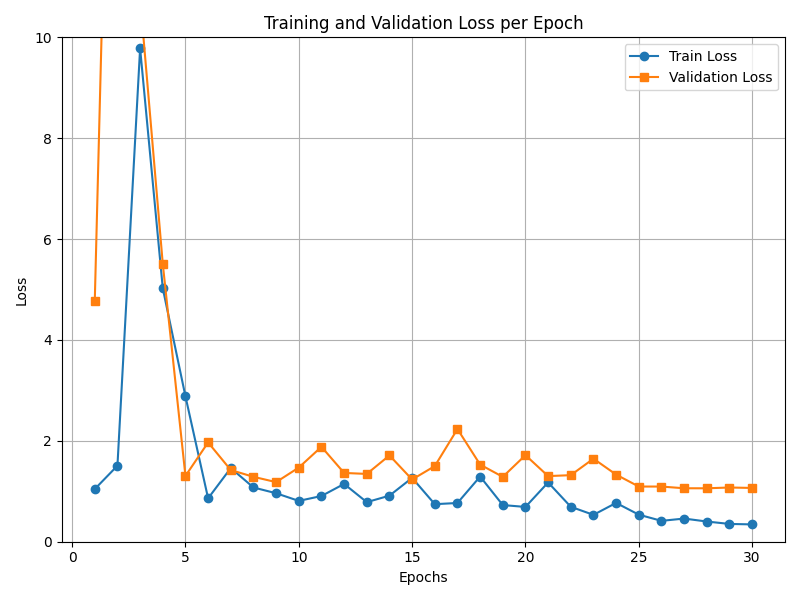 Training and Validation Loss per Epoch
Train Loss
Validation Loss
10
8
6
4
2
0
Loss
0 5 10 15 20 25 30
Epochs